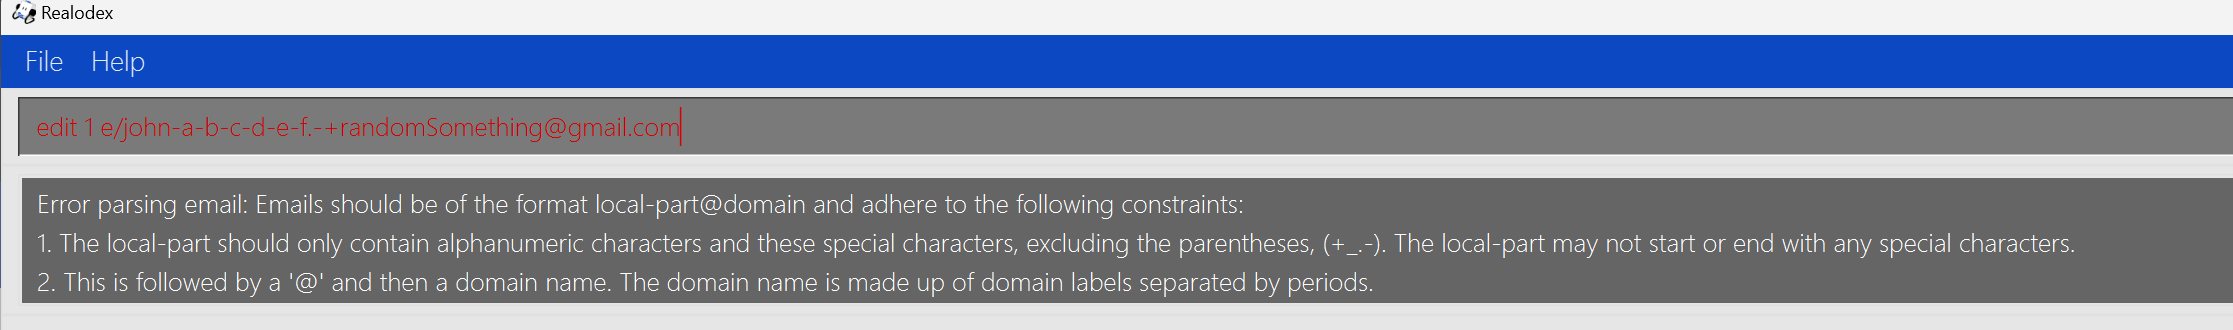 Realodex
File Help
edit 1 e/john-a-b-c-d-e-f.-+randomSomething@gmail.com
Error parsing email: Emails should be of the format local-part@domain and adhere to the following constraints:
1. The local-part should only contain alphanumeric characters and these special characters, excluding the parentheses, (+_.-). The local-part may not start or end with any special characters.
2. This is followed by a '@' and then a domain name. The domain name is made up of domain labels separated by periods.